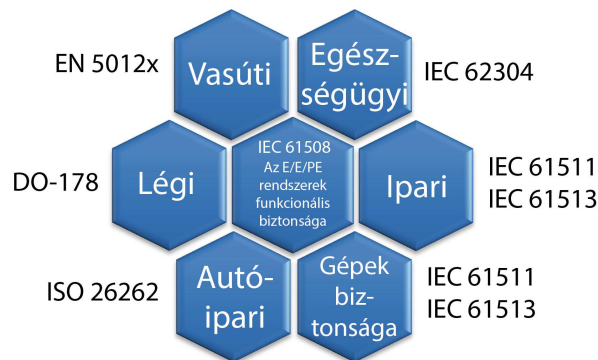 EN 5012x
Vasúti
Egész-
ségügyi
IEC 62304
DO-178
Légi
IEC 61508
Az E/E/PE
rendszerek
funkcionális
biztonsága
Ipari
IEC 61511
IEC 61513
ISO 26262
Autó-
ipari
Gépek
biz-
tonsága
IEC 61511
IEC 61513